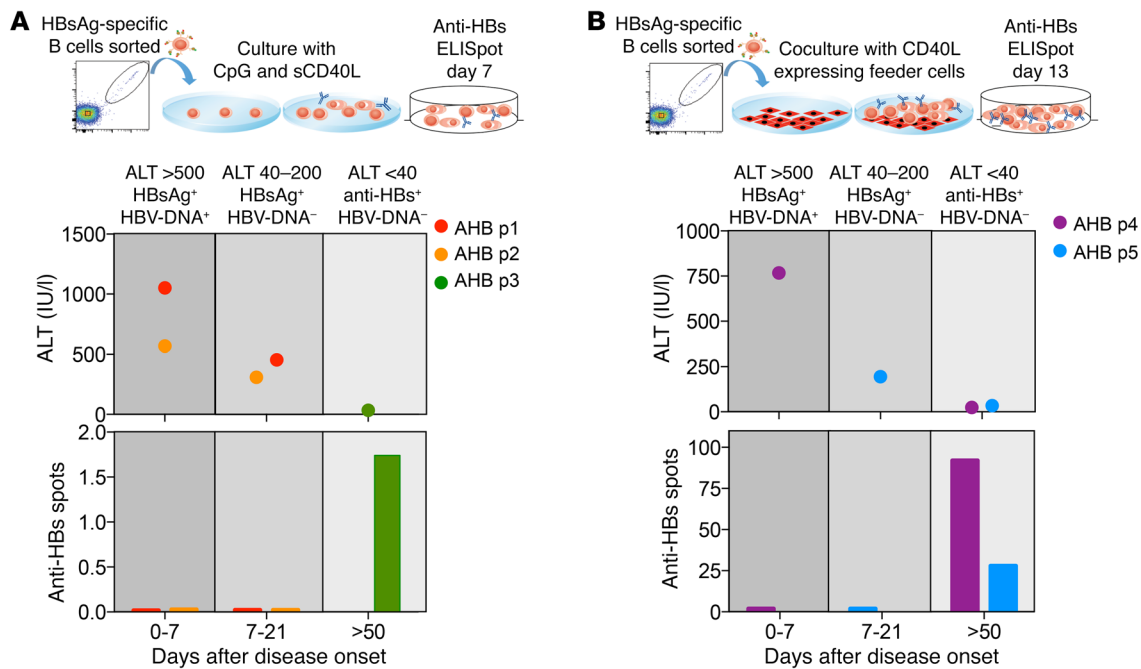 A
HBsAg-specific
B cells sorted
Culture with
CpG and sCD40L
Anti-HBs
ELISpot
day 7
ALT >500
HBsAg⁺
HBV-DNA⁺
ALT 40–200
HBsAg⁺
HBV-DNA⁻
ALT <40
anti-HBs⁺
HBV-DNA⁻
AHB p1
AHB p2
AHB p3
ALT (IU/l)
1500
1000
500
0
Anti-HBs spots
2.0
1.5
1.0
0.5
0.0
0-7
7-21
>50
Days after disease onset
B
HBsAg-specific
B cells sorted
Coculture with CD40L
expressing feeder cells
Anti-HBs
ELISpot
day 13
ALT >500
HBsAg⁺
HBV-DNA⁺
ALT 40–200
HBsAg⁺
HBV-DNA⁻
ALT <40
anti-HBs⁺
HBV-DNA⁻
AHB p4
AHB p5
ALT (IU/l)
1000
750
500
250
0
Anti-HBs spots
100
75
50
25
0
0-7
7-21
>50
Days after disease onset